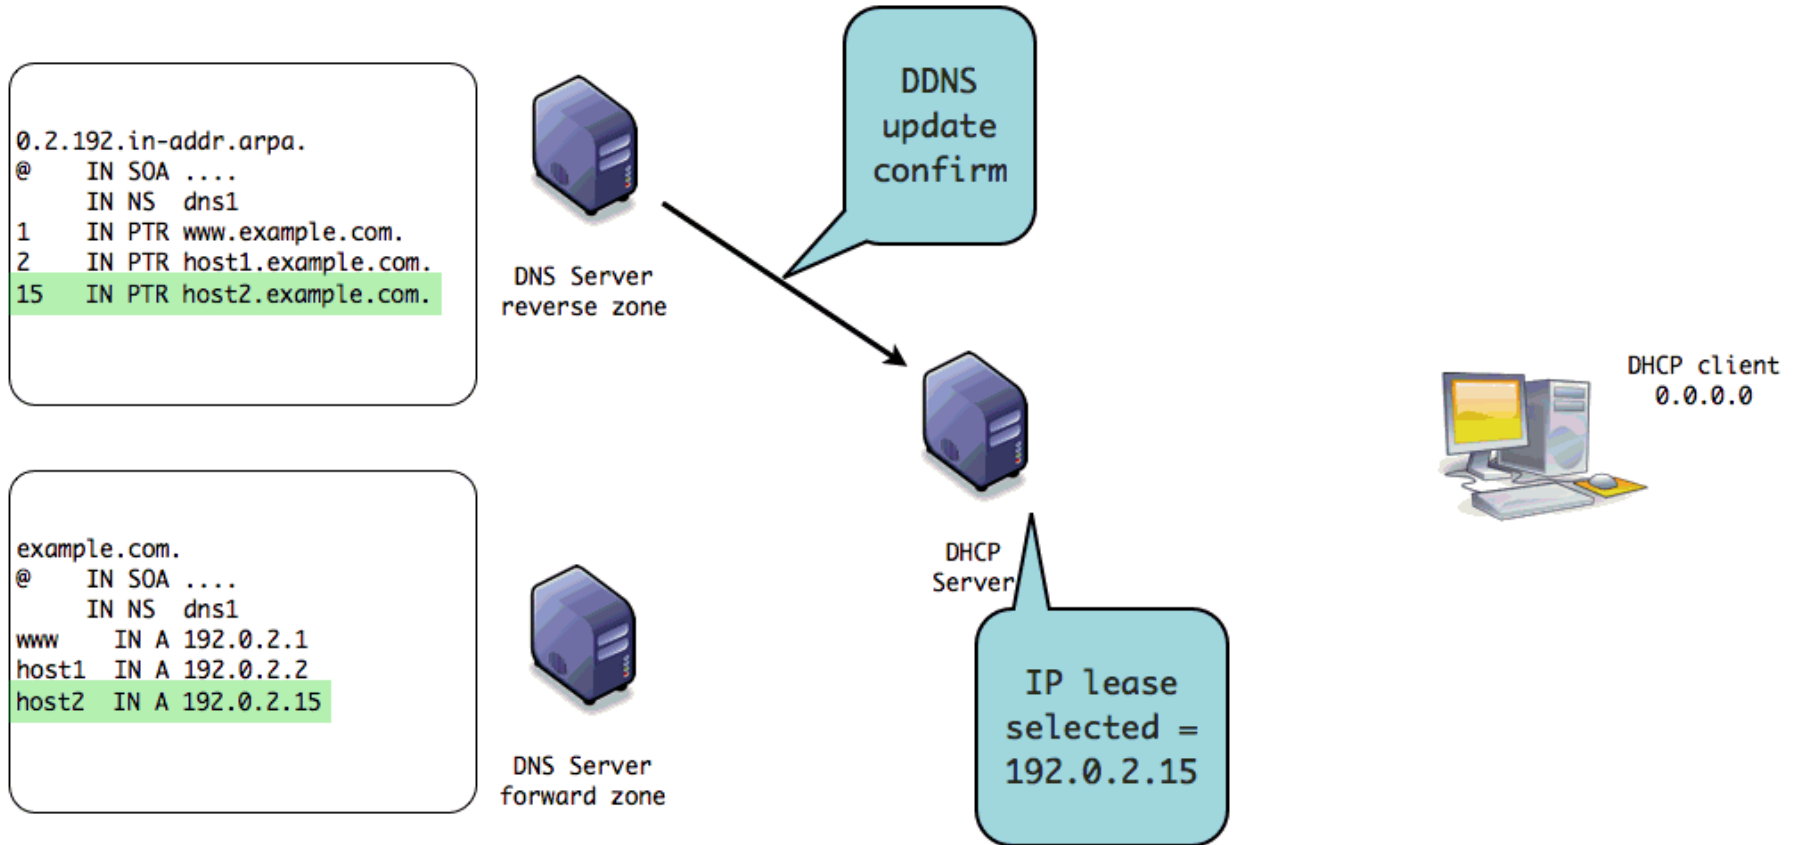 0.2.192.in-addr.arpa.
@    IN SOA ....
     IN NS  dns1
1    IN PTR www.example.com.
2    IN PTR host1.example.com.
15   IN PTR host2.example.com.
DNS Server
reverse zone
DDNS
update
confirm
DHCP client
0.0.0.0
DHCP
Server
example.com.
@    IN SOA ....
     IN NS  dns1
www    IN A 192.0.2.1
host1  IN A 192.0.2.2
host2  IN A 192.0.2.15
DNS Server
forward zone
IP lease
selected =
192.0.2.15